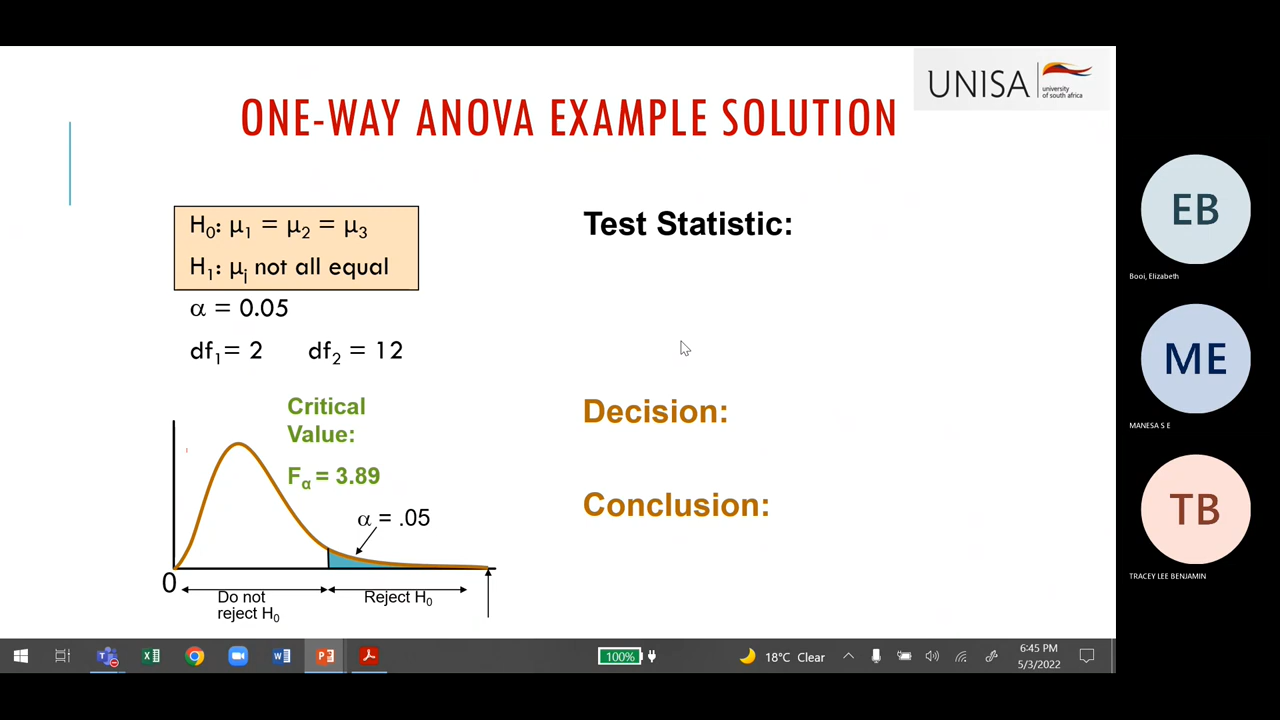 UNISA
university
of south africa
ONE-WAY ANOVA EXAMPLE SOLUTION
H₀: μ₁ = μ₂ = μ₃
H₁: μⱼ not all equal
α = 0.05
df₁= 2 df₂ = 12
Critical
Value:
Fα = 3.89
α = .05
0
Do not
reject H₀
Reject H₀
Test Statistic:
Decision:
Conclusion:
EB
Booi, Elizabeth
ME
MANESA S E
TB
TRACEY LEE BENJAMIN
100%
18°C Clear
6:45 PM
5/3/2022